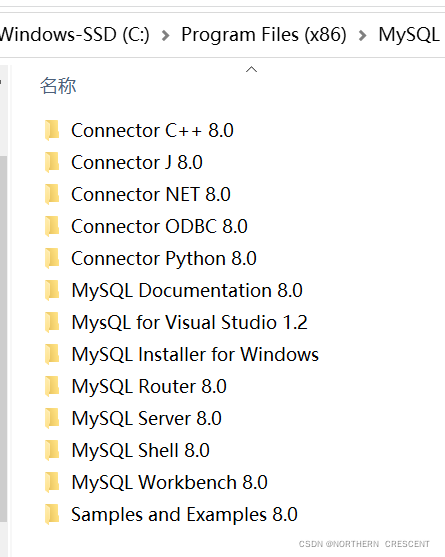 Windows-SSD (C:) > Program Files (x86) > MySQL
名称
Connector C++ 8.0
Connector J 8.0
Connector NET 8.0
Connector ODBC 8.0
Connector Python 8.0
MySQL Documentation 8.0
MysQL for Visual Studio 1.2
MySQL Installer for Windows
MySQL Router 8.0
MySQL Server 8.0
MySQL Shell 8.0
MySQL Workbench 8.0
Samples and Examples 8.0
CSDN @NORTHERN CRESCENT